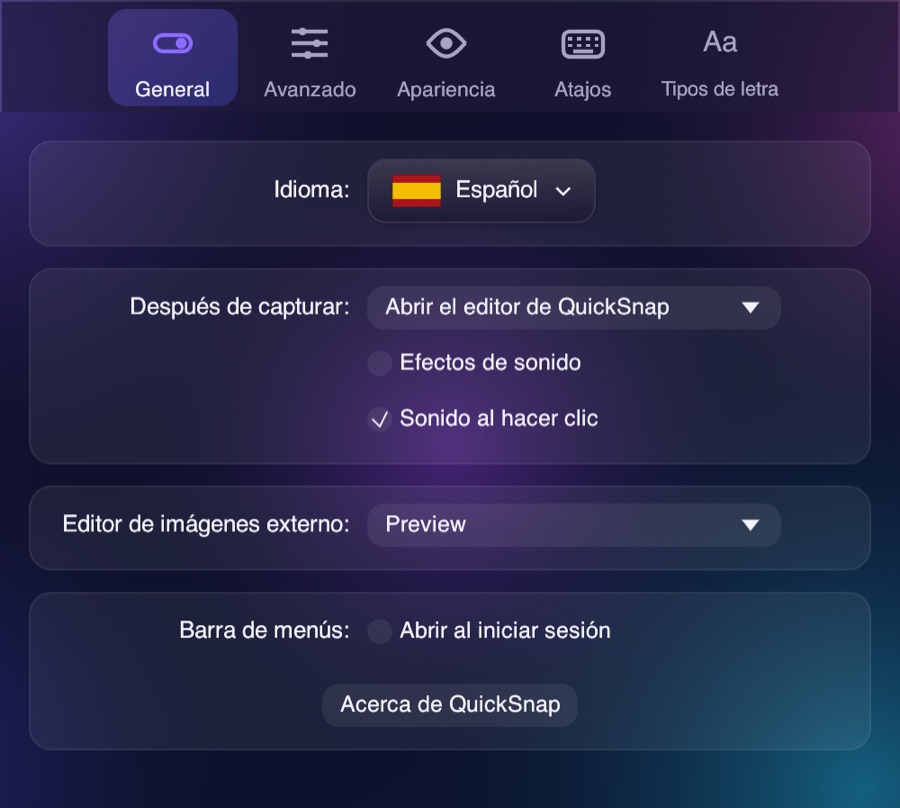 Aa
General Avanzado Apariencia Atajos Tipos de letra
Idioma: Español
Después de capturar: Abrir el editor de QuickSnap
Efectos de sonido
Sonido al hacer clic
Editor de imágenes externo: Preview
Barra de menús: Abrir al iniciar sesión
Acerca de QuickSnap